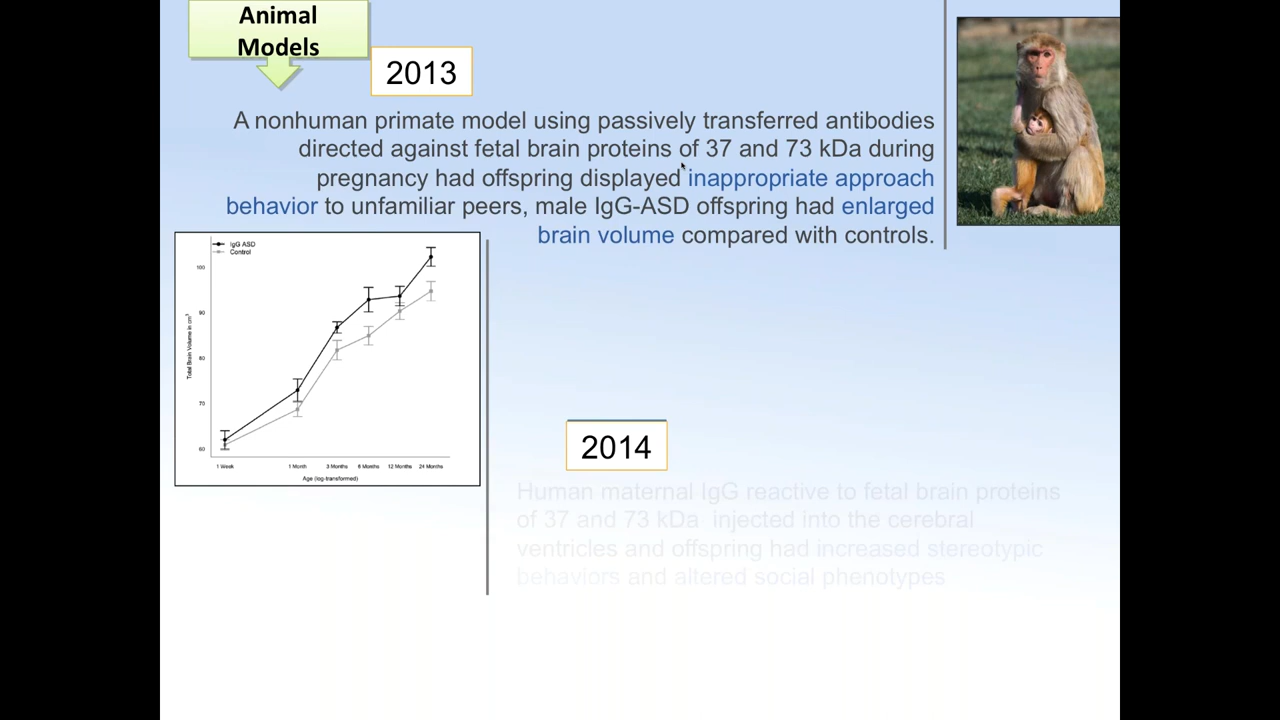 Animal
Models
2013
A nonhuman primate model using passively transferred antibodies
directed against fetal brain proteins of 37 and 73 kDa during
pregnancy had offspring displayed inappropriate approach
behavior to unfamiliar peers, male IgG-ASD offspring had enlarged
brain volume compared with controls.
IgG ASD
Control
Total Brain Volume in cm³
100
90
80
70
60
1 Week
1 Month
3 Months
6 Months
12 Months
24 Months
Age (log-transformed)
2014
Human maternal IgG reactive to fetal brain proteins
of 37 and 73 kDa injected into the cerebral
ventricles and offspring had increased stereotypic
behaviors and altered social phenotypes